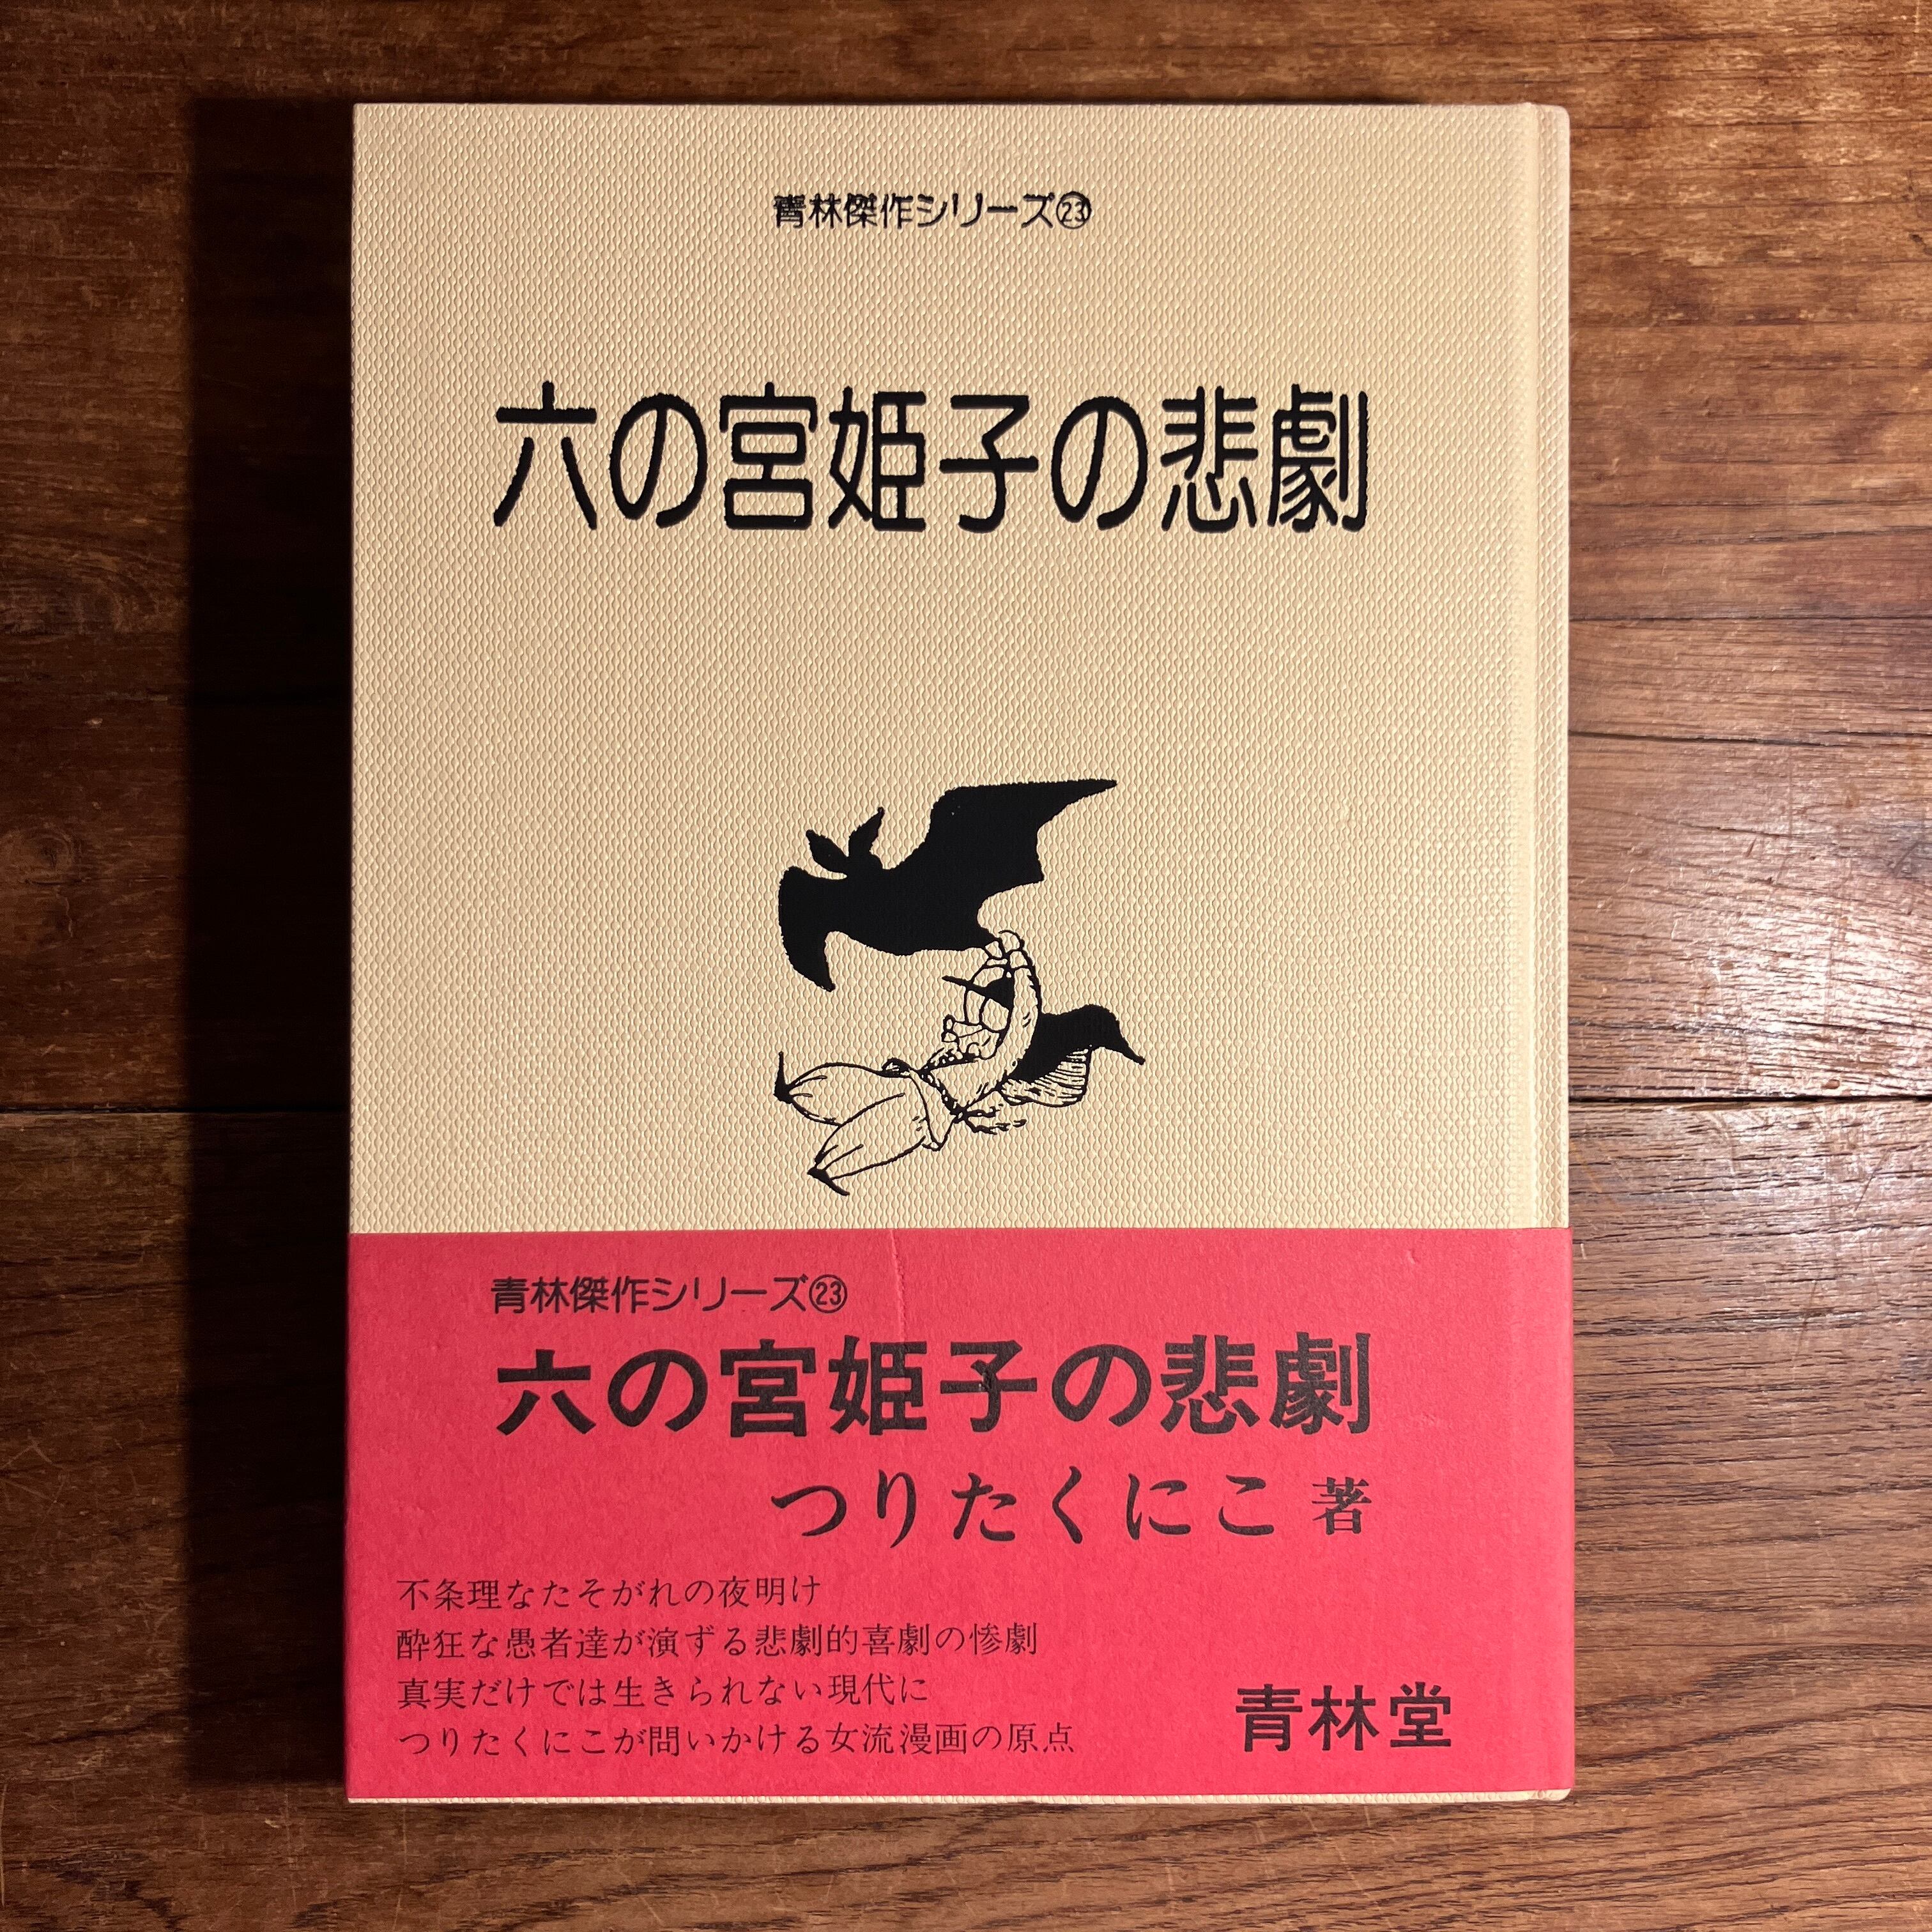 青林傑作シリーズ㉓
六の宮姫子の悲劇
青林傑作シリーズ㉓
六の宮姫子の悲劇
つりたくにこ 著
不条理なたそがれの夜明け
酔狂な愚者達が演ずる悲劇的喜劇の惨劇
真実だけでは生きられない現代に
つりたくにこが問いかける女流漫画の原点
青林堂